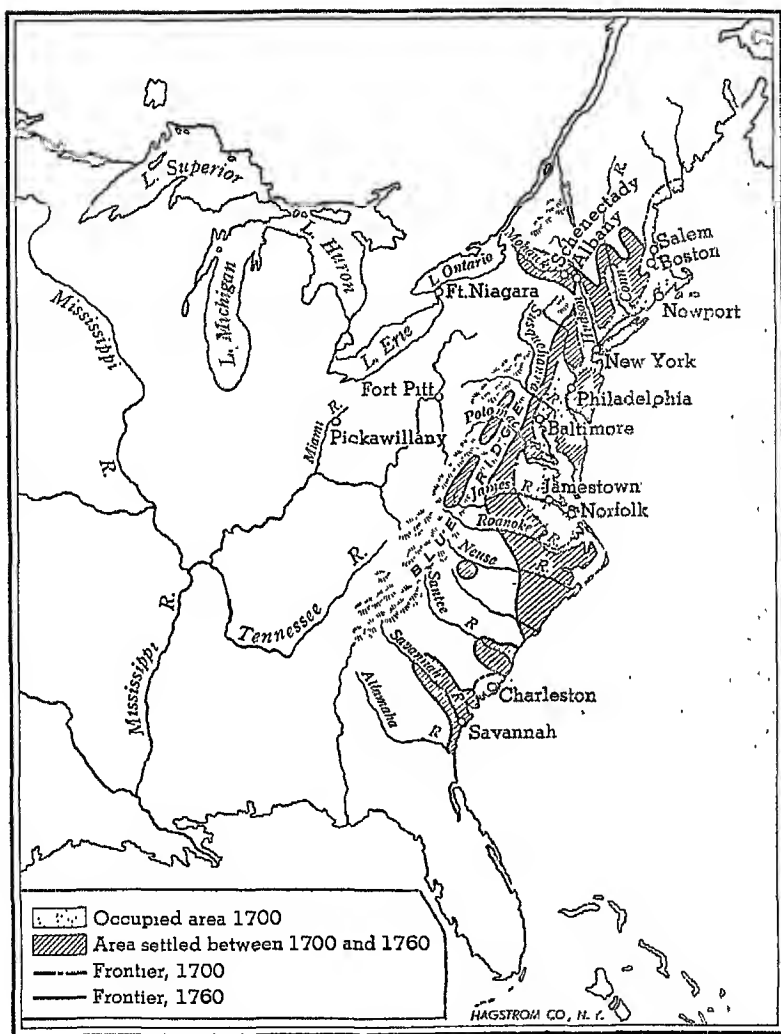 L. Superior
L. Huron
L. Michigan
L. Ontario
L. Erie
Ft. Niagara
Mohawk
Schenectady
Albany
R.
Salem
Boston
Conn
Newport
Hudson
New York
Susquehanna
R.
Philadelphia
Baltimore
Fort Pitt
Potomac
Pickawillany
Miami R.
Mississippi
R.
BLUE RIDGE
James R.
Jamestown
Norfolk
Roanoke R.
Neuse R.
Santee R
Tennessee R.
Mississippi R.
Savannah R
Altamaha R
Charleston
Savannah
Occupied area 1700
Area settled between 1700 and 1760
Frontier, 1700
Frontier, 1760
HAGSTROM CO., N. Y.